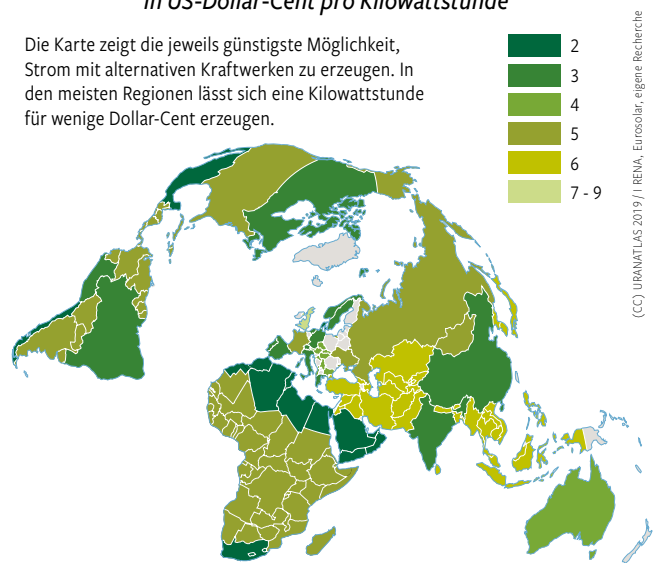 in US-Dollar-Cent pro Kilowattstunde
Die Karte zeigt die jeweils günstigste Möglichkeit,
Strom mit alternativen Kraftwerken zu erzeugen. In
den meisten Regionen lässt sich eine Kilowattstunde
für wenige Dollar-Cent erzeugen.
2
3
4
5
6
7 - 9
(CC) URANATLAS 2019 / I RENA, Eurosolar, eigene Recherche